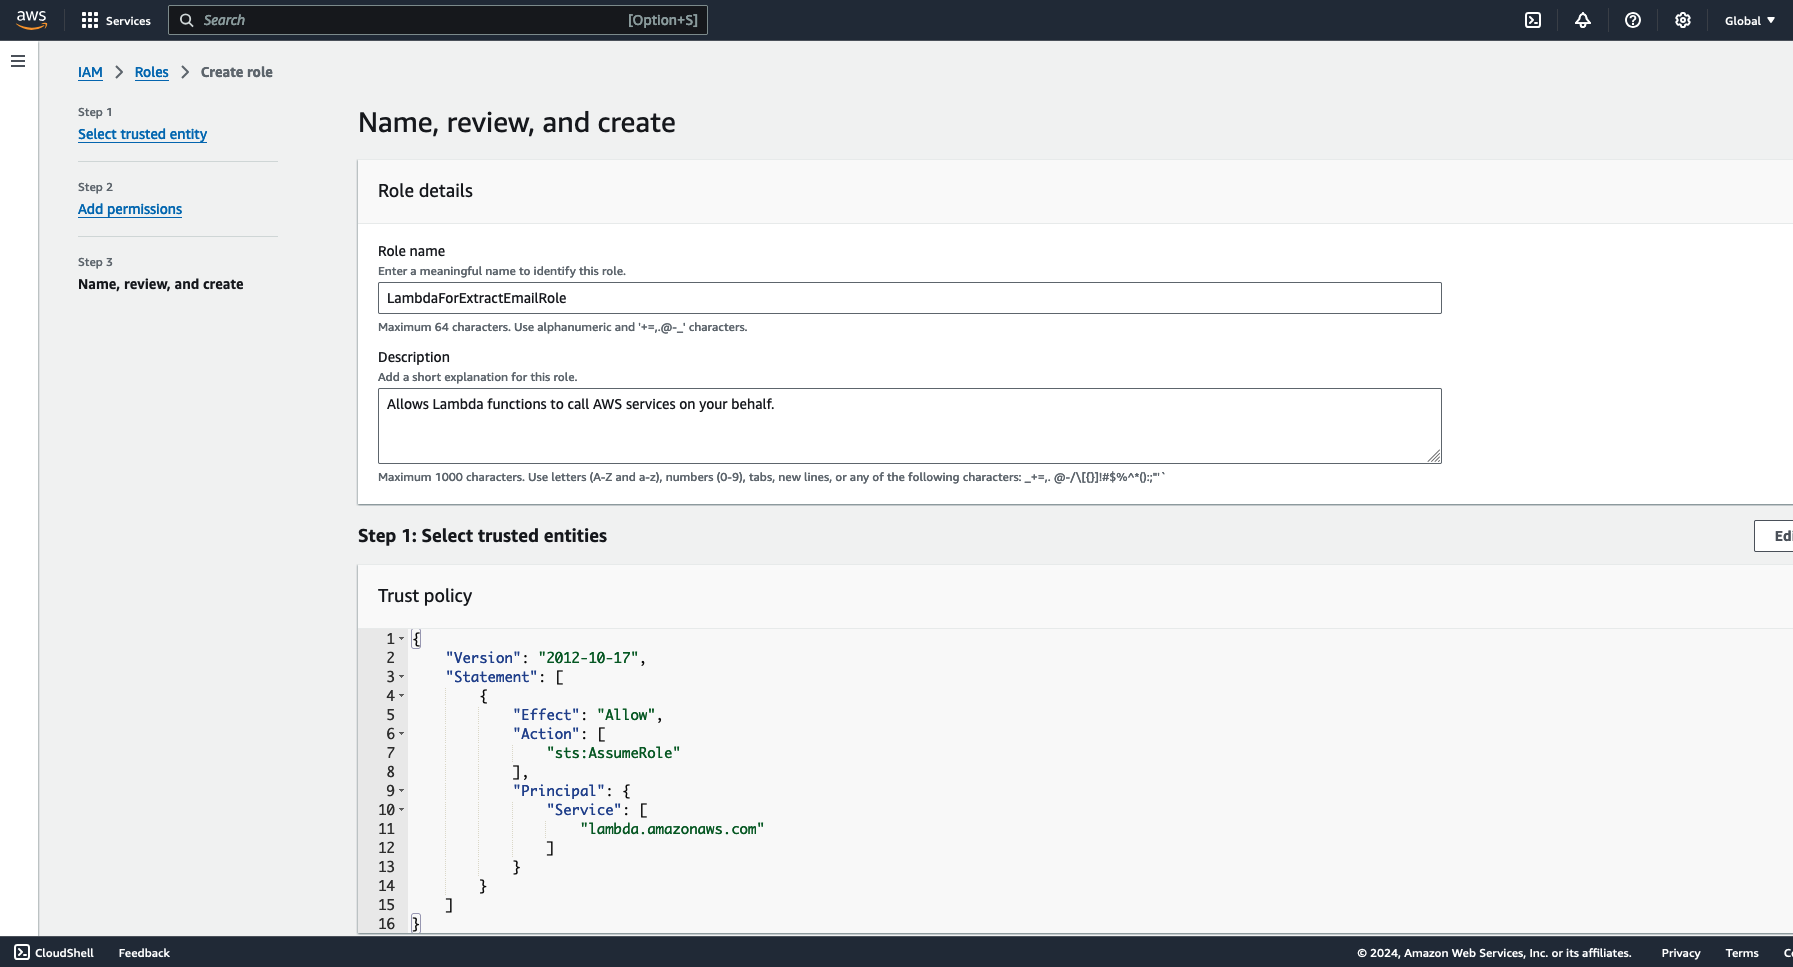 aws
Services
Search
[Option+S]
Global
IAM > Roles > Create role
Step 1
Select trusted entity
Step 2
Add permissions
Step 3
Name, review, and create
Name, review, and create
Role details
Role name
Enter a meaningful name to identify this role.
LambdaForExtractEmailRole
Maximum 64 characters. Use alphanumeric and '+=,.@-_' characters.
Description
Add a short explanation for this role.
Allows Lambda functions to call AWS services on your behalf.
Maximum 1000 characters. Use letters (A-Z and a-z), numbers (0-9), tabs, new lines, or any of the following characters: _+=,. @-/\[{}]!#$%^*();:"'`
Step 1: Select trusted entities
Edi
Trust policy
1 {
2     "Version": "2012-10-17",
3     "Statement": [
4         {
5             "Effect": "Allow",
6             "Action": [
7                 "sts:AssumeRole"
8             ],
9             "Principal": {
10                 "Service": [
11                     "lambda.amazonaws.com"
12                 ]
13             }
14         }
15     ]
16 }
CloudShell
Feedback
© 2024, Amazon Web Services, Inc. or its affiliates.
Privacy
Terms